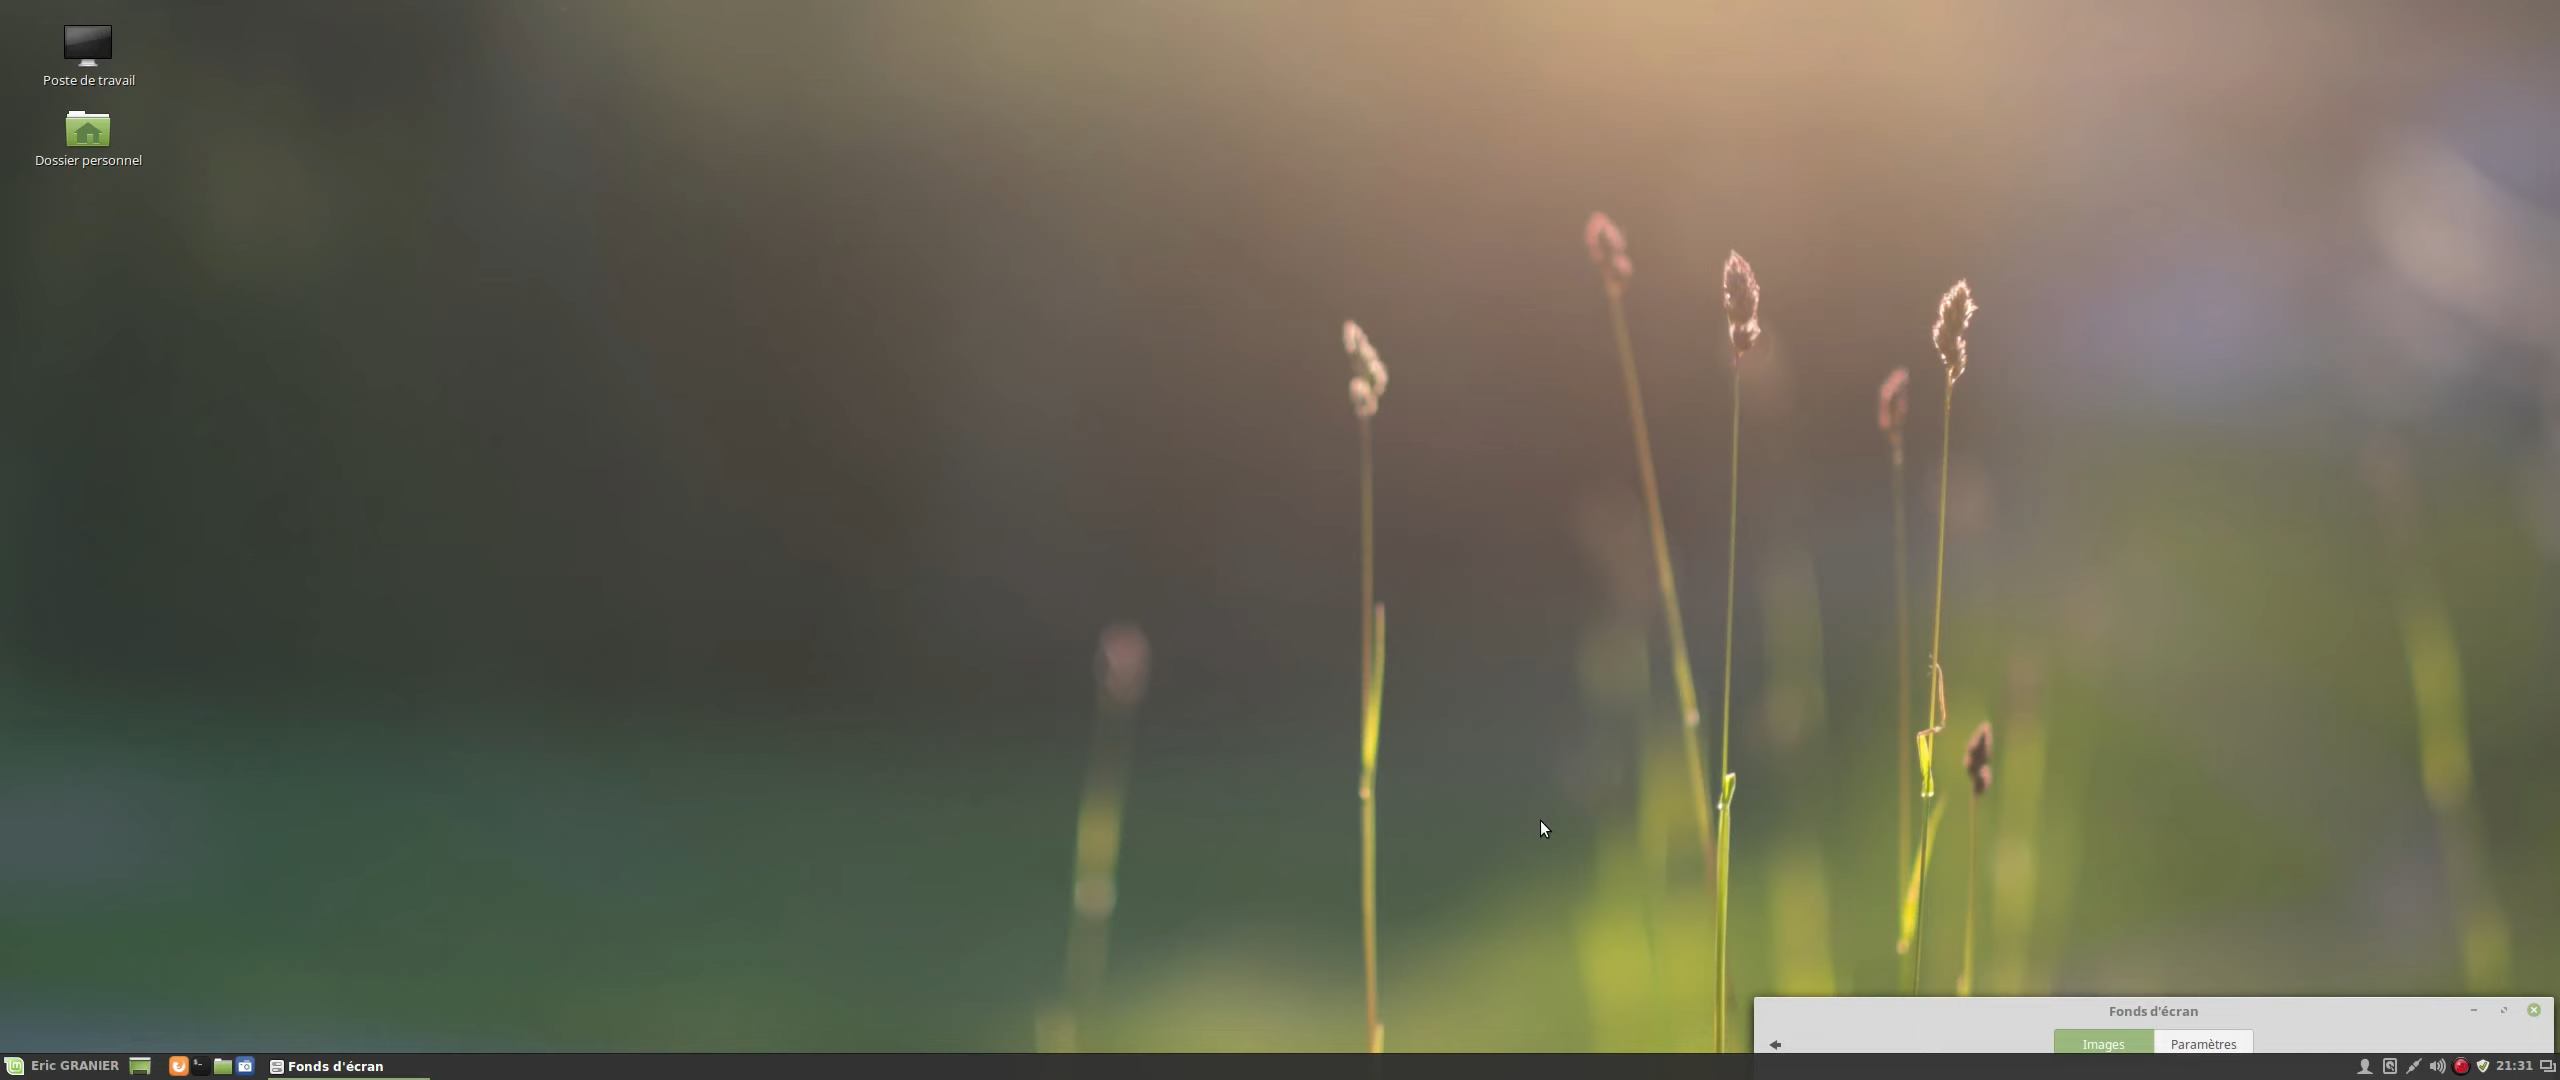 Poste de travail
Dossier personnel
Fonds d'écran
Images
Paramètres
Eric GRANIER
Fonds d'écran
21:31